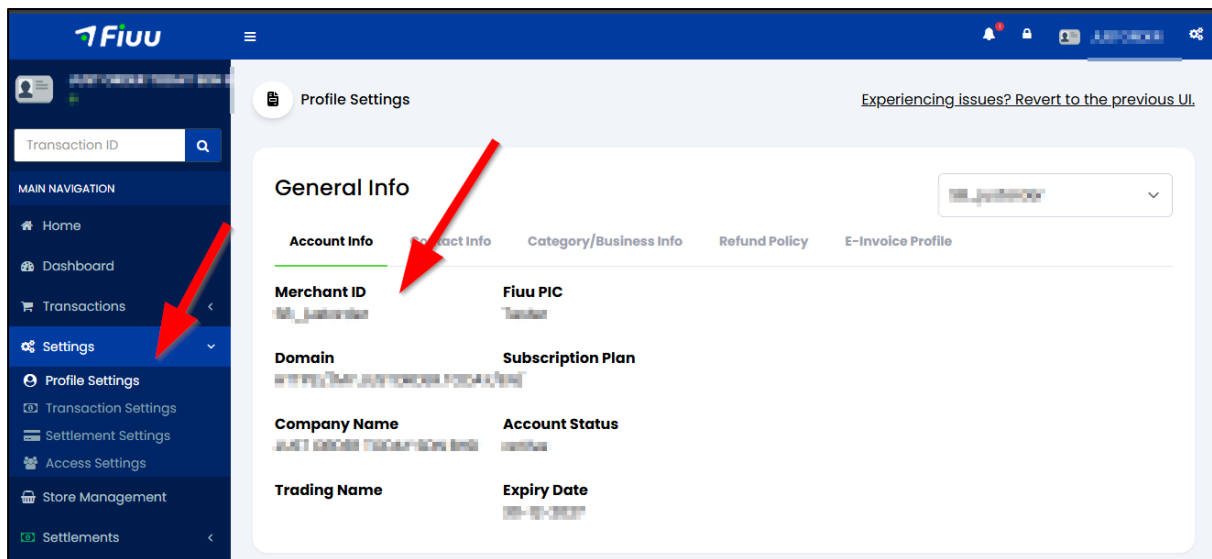 Fiuu
Profile Settings
Experiencing issues? Revert to the previous UI.
Transaction ID
MAIN NAVIGATION
Home
Dashboard
Transactions
Settings
Profile Settings
Transaction Settings
Settlement Settings
Access Settings
Store Management
Settlements
General Info
Account Info Contact Info Category/Business Info Refund Policy E-Invoice Profile
Merchant ID Fiuu PIC
Domain Subscription Plan
Company Name Account Status
Trading Name Expiry Date